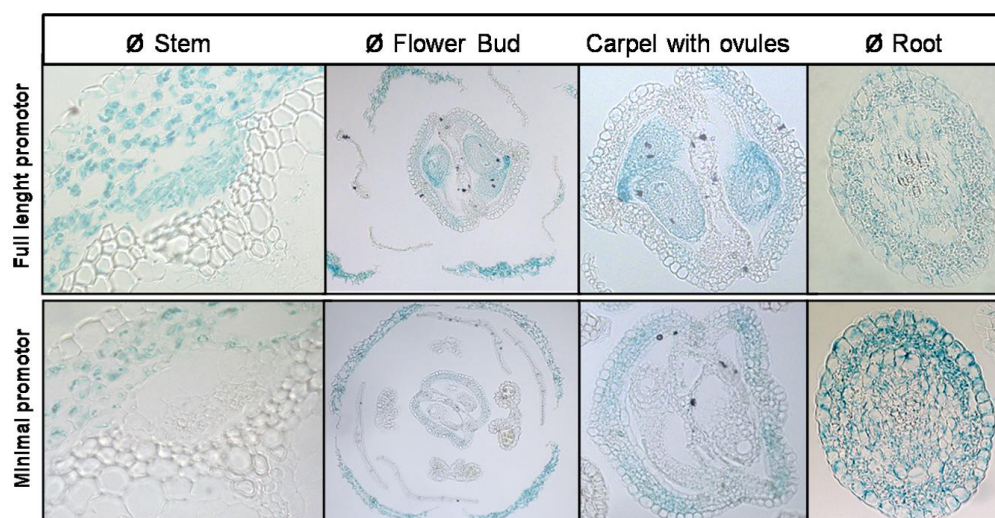 Ø Stem
Ø Flower Bud
Carpel with ovules
Ø Root
Full lenght promotor
Minimal promotor